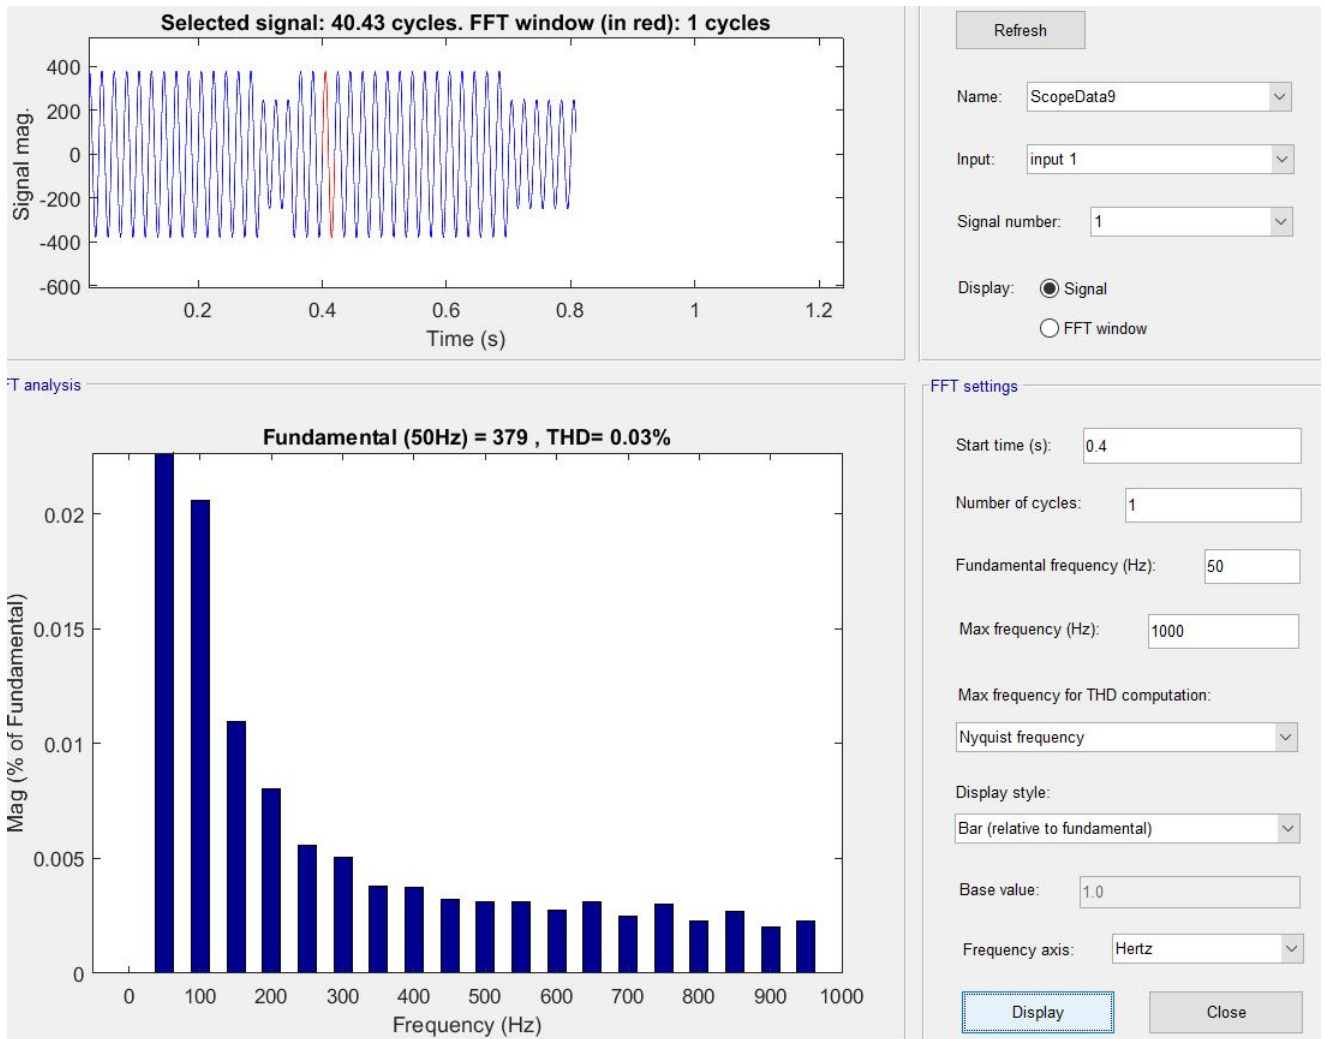 Selected signal: 40.43 cycles. FFT window (in red): 1 cycles
400
200
0
-200
-400
-600
Signal mag.
0.2 0.4 0.6 0.8 1 1.2
Time (s)
Refresh
Name: ScopeData9
Input: input 1
Signal number: 1
Display: Signal
FFT window
FT analysis
Fundamental (50Hz) = 379 , THD= 0.03%
0.02
0.015
0.01
0.005
0
Mag (% of Fundamental)
0 100 200 300 400 500 600 700 800 900 1000
Frequency (Hz)
FFT settings
Start time (s): 0.4
Number of cycles: 1
Fundamental frequency (Hz): 50
Max frequency (Hz): 1000
Max frequency for THD computation:
Nyquist frequency
Display style:
Bar (relative to fundamental)
Base value: 1.0
Frequency axis: Hertz
Display Close